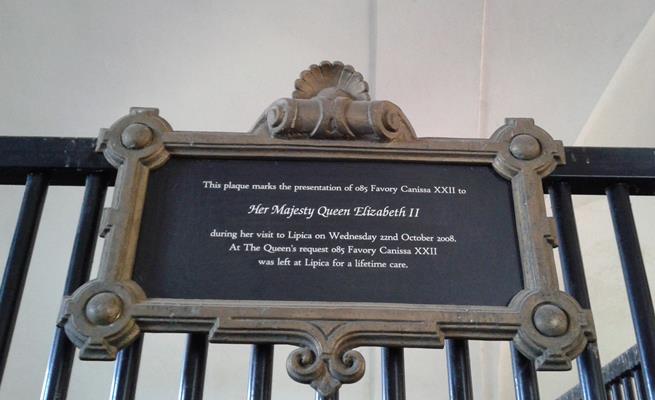 This plaque marks the presentation of 085 Favory Canissa XXII to
Her Majesty Queen Elizabeth II
during her visit to Lipica on Wednesday 22nd October 2008.
At The Queen's request 085 Favory Canissa XXII
was left at Lipica for a lifetime care.